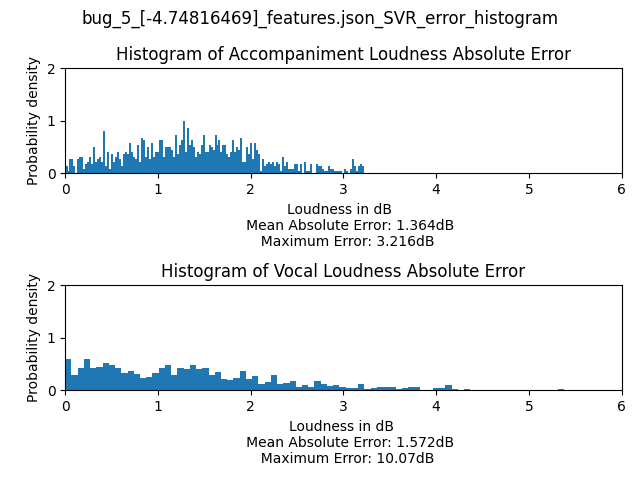 bug_5_[-4.74816469]_features.json_SVR_error_histogram
Histogram of Accompaniment Loudness Absolute Error
Probability density
2
1
0
0 1 2 3 4 5 6
Loudness in dB
Mean Absolute Error: 1.364dB
Maximum Error: 3.216dB
Histogram of Vocal Loudness Absolute Error
Probability density
2
1
0
0 1 2 3 4 5 6
Loudness in dB
Mean Absolute Error: 1.572dB
Maximum Error: 10.07dB